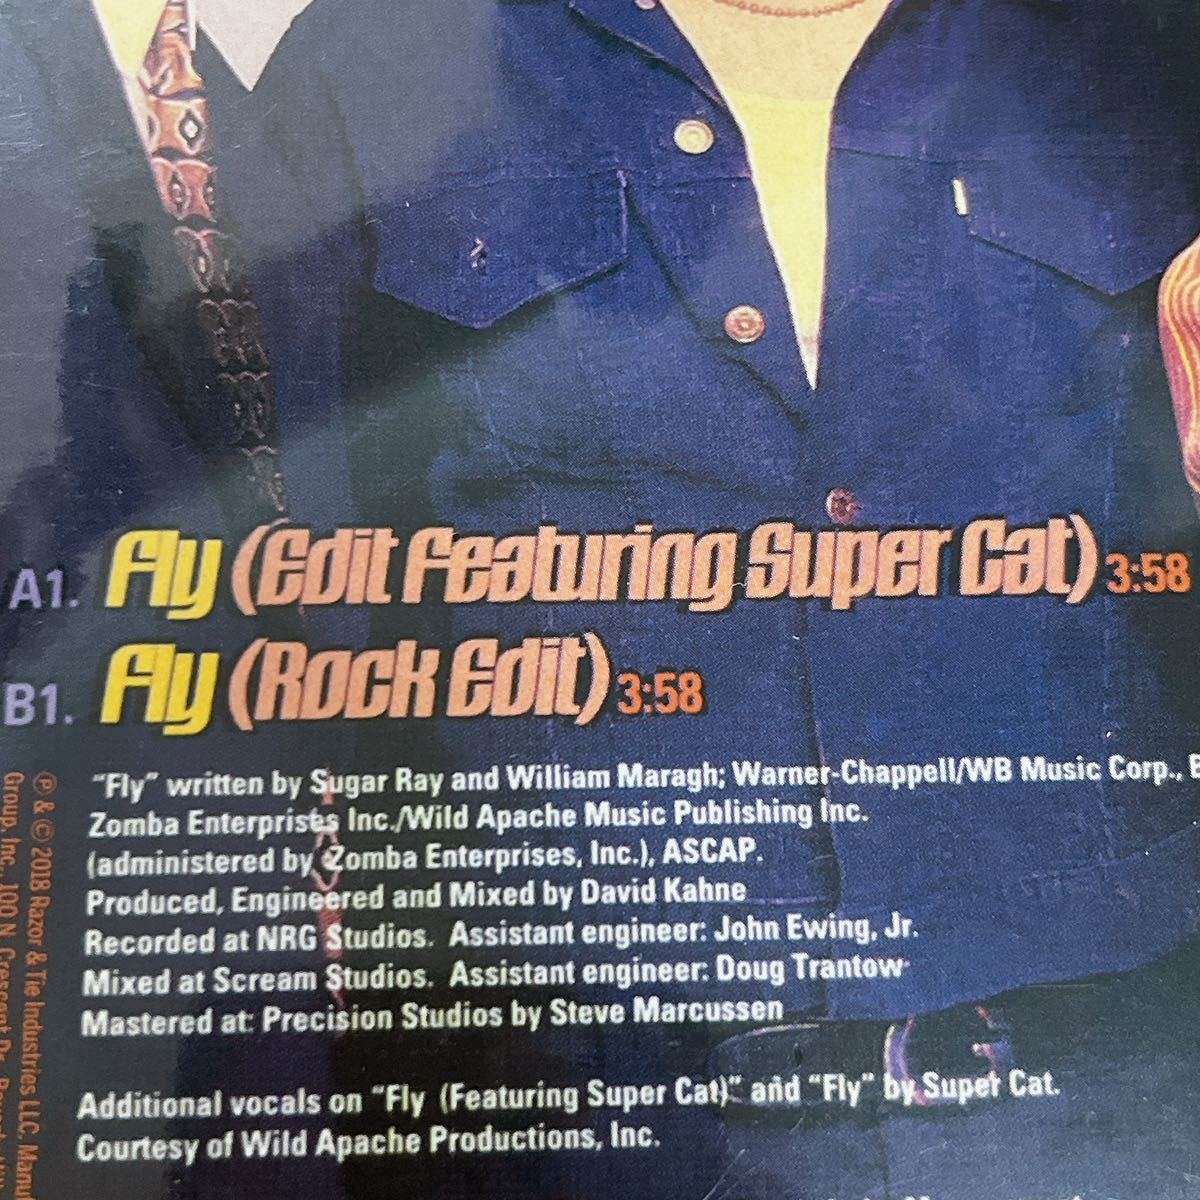 A1. Fly (Edit Featuring Super Cat) 3:58
B1. Fly (Rock Edit) 3:58
"Fly" written by Sugar Ray and William Maragh; Warner-Chappell/WB Music Corp.,
Zomba Enterprises Inc./Wild Apache Music Publishing Inc.
(administered by Zomba Enterprises, Inc.), ASCAP.
Produced, Engineered and Mixed by David Kahne
Recorded at NRG Studios. Assistant engineer: John Ewing, Jr.
Mixed at Scream Studios. Assistant engineer: Doug Trantow
Mastered at: Precision Studios by Steve Marcussen
Additional vocals on "Fly (Featuring Super Cat)" and "Fly" by Super Cat.
Courtesy of Wild Apache Productions, Inc.
℗ & © 2018 Razor & Tie Industries LLC. Manu
Group, Inc., 100 N. Crescent Dr.